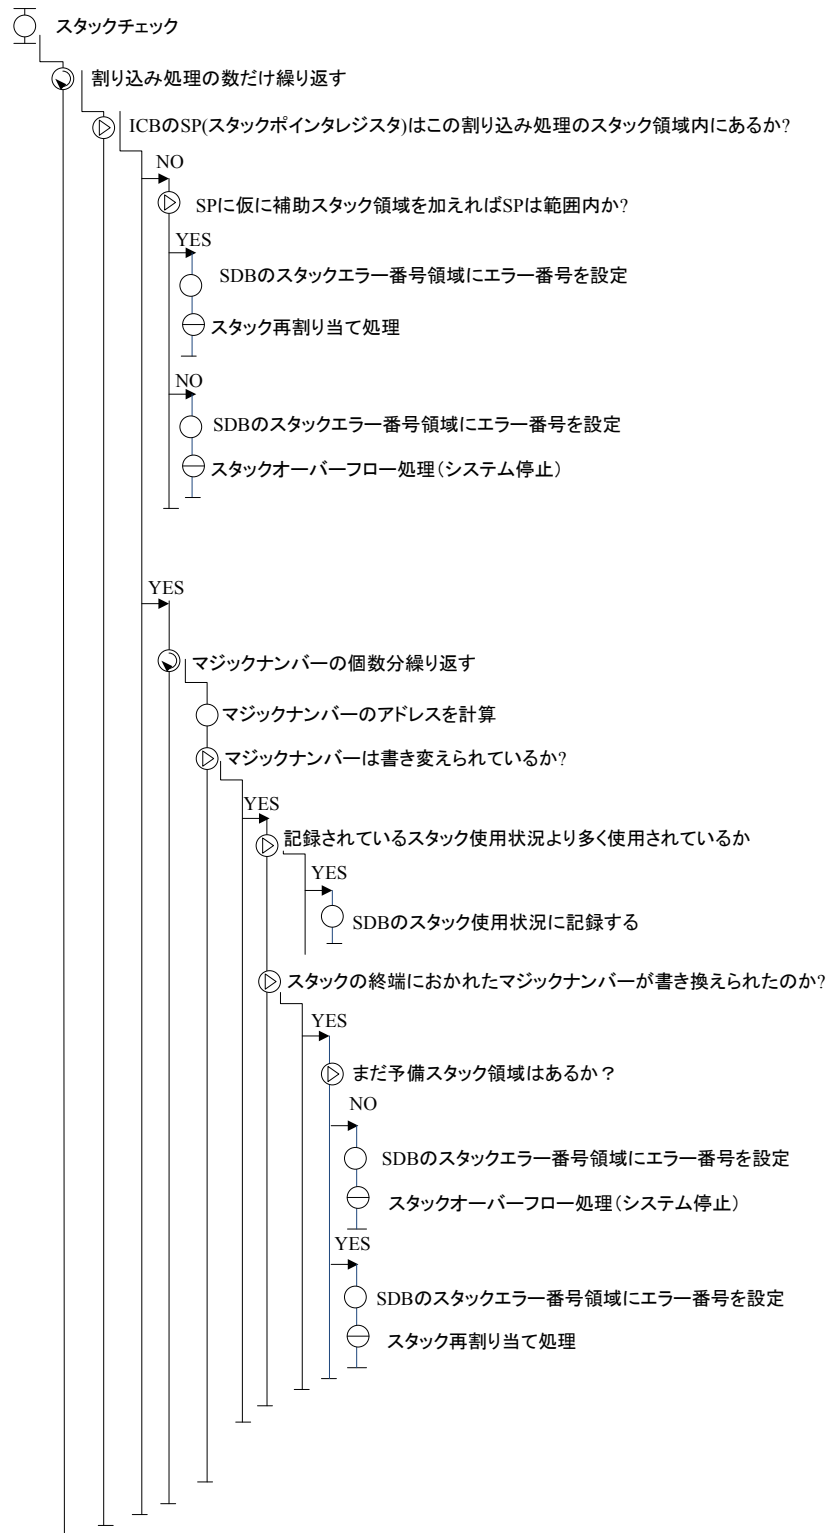 スタックチェック
割り込み処理の数だけ繰り返す
ICBのSP(スタックポインタレジスタ)はこの割り込み処理のスタック領域内にあるか?
NO
SPに仮に補助スタック領域を加えればSPは範囲内か?
YES
SDBのスタックエラー番号領域にエラー番号を設定
スタック再割り当て処理
NO
SDBのスタックエラー番号領域にエラー番号を設定
スタックオーバーフロー処理(システム停止)
YES
マジックナンバーの個数分繰り返す
マジックナンバーのアドレスを計算
マジックナンバーは書き変えられているか?
YES
記録されているスタック使用状況より多く使用されているか
YES
SDBのスタック使用状況に記録する
スタックの終端におかれたマジックナンバーが書き換えられたのか?
YES
まだ予備スタック領域はあるか?
NO
SDBのスタックエラー番号領域にエラー番号を設定
スタックオーバーフロー処理(システム停止)
YES
SDBのスタックエラー番号領域にエラー番号を設定
スタック再割り当て処理